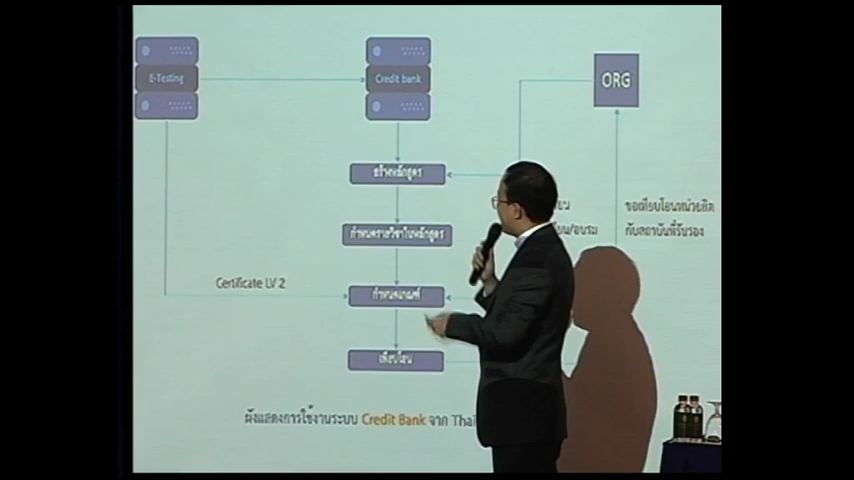 E-Testing
Credit bank
ORG
สร้างหลักสูตร
ขอเทียบโอนหน่วยกิต
กับสถาบันที่รับรอง
กำหนดรายวิชาในหลักสูตร
Certificate LV 2
กำหนดเกณฑ์
เทียบโอน
ผังแสดงการใช้งานระบบ Credit Bank จาก Thai